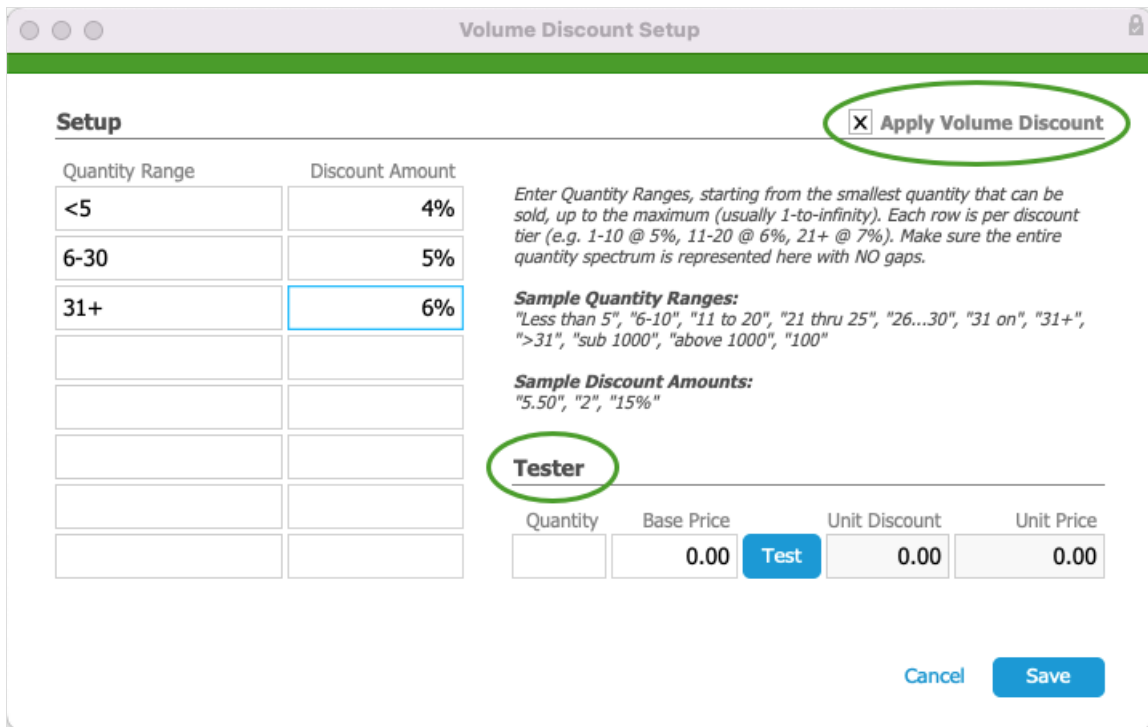 Volume Discount Setup
Setup
X Apply Volume Discount
Quantity Range Discount Amount
<5 4%
6-30 5%
31+ 6%
Enter Quantity Ranges, starting from the smallest quantity that can be
sold, up to the maximum (usually 1-to-infinity). Each row is per discount
tier (e.g. 1-10 @ 5%, 11-20 @ 6%, 21+ @ 7%). Make sure the entire
quantity spectrum is represented here with NO gaps.
Sample Quantity Ranges:
"Less than 5", "6-10", "11 to 20", "21 thru 25", "26...30", "31 on", "31+",
">31", "sub 1000", "above 1000", "100"
Sample Discount Amounts:
"5.50", "2", "15%"
Tester
Quantity Base Price Unit Discount Unit Price
0.00 Test 0.00 0.00
Cancel Save